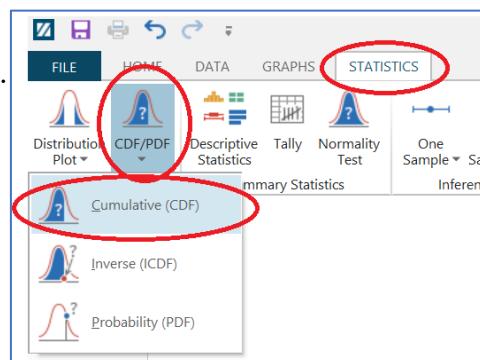 FILE HOME DATA GRAPHS STATISTICS
Distribution Plot CDF/PDF Descriptive Statistics Tally Normality Test One Sample
mmary Statistics Inferen
Cumulative (CDF)
Inverse (ICDF)
Probability (PDF)